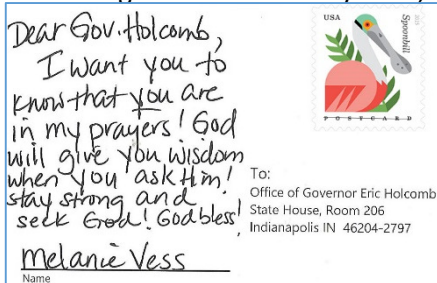 Dear Gov. Holcomb,
I want you to
know that you are
in my prayers! God
will give you wisdom
when you ask Him!
stay strong and
seek God! God bless!
Melanie Vess
Name
USA
Spoonbill
POSTCARD
To:
Office of Governor Eric Holcomb
State House, Room 206
Indianapolis IN 46204-2797